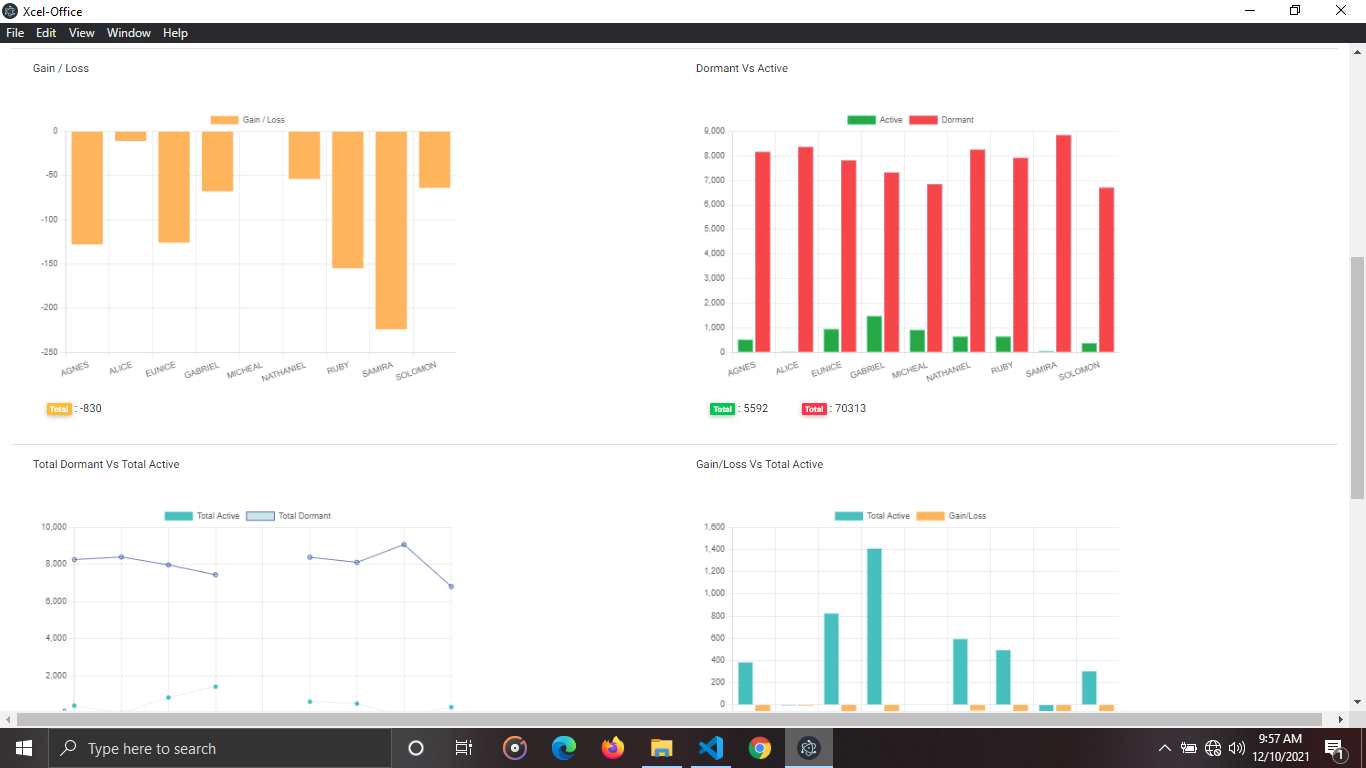 Xcel-Office
File Edit View Window Help
Gain / Loss
Gain / Loss
0
-50
-100
-150
-200
-250
AGNES ALICE EUNICE GABRIEL MICHEAL NATHANIEL RUBY SAMIRA SOLOMON
Total : -830
Dormant Vs Active
Active Dormant
9,000
8,000
7,000
6,000
5,000
4,000
3,000
2,000
1,000
0
AGNES ALICE EUNICE GABRIEL MICHEAL NATHANIEL RUBY SAMIRA SOLOMON
Total : 5592 Total : 70313
Total Dormant Vs Total Active
Total Active Total Dormant
10,000
8,000
6,000
4,000
2,000
Gain/Loss Vs Total Active
Total Active Gain/Loss
1,600
1,400
1,200
1,000
800
600
400
200
0
Type here to search
9:57 AM
12/10/2021
1